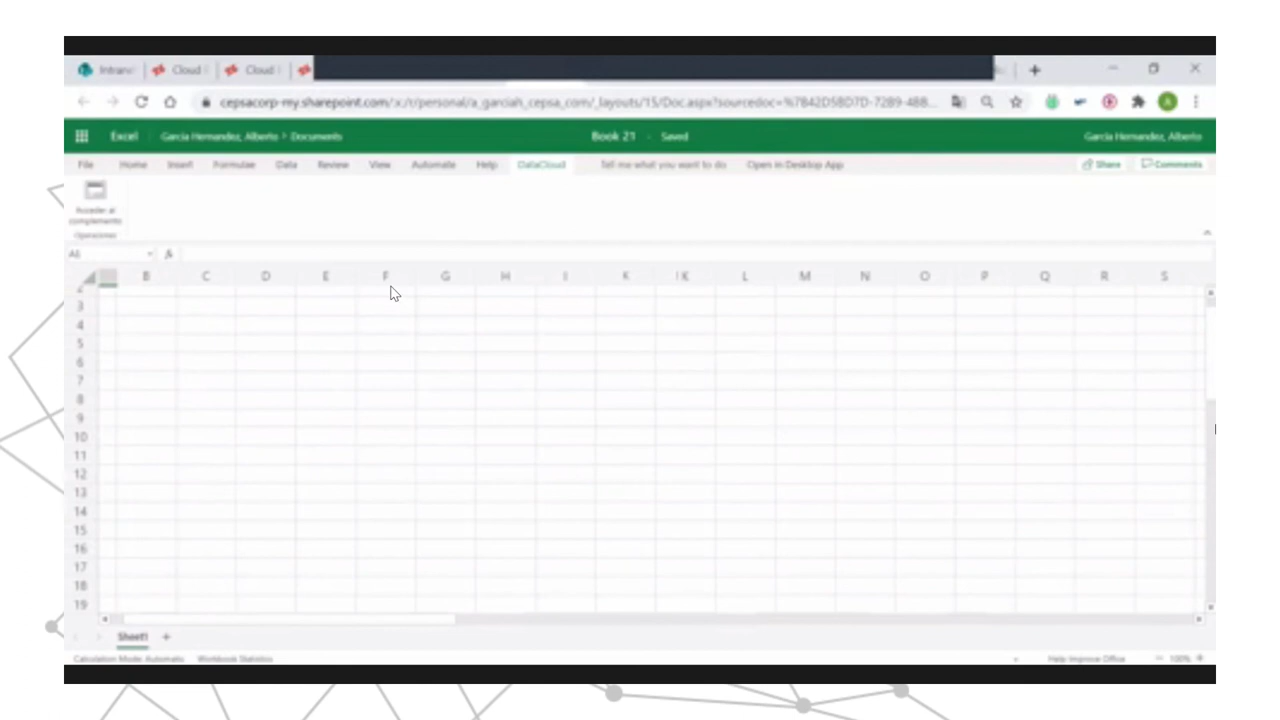 Intran
Cloud
Cloud
cepsacorp-my.sharepoint.com/:x:/r/personal/a_garciah_cepsa_com/_layouts/15/Doc.aspx?sourcedoc=%7B42D5BD7D-7289-48B...
Excel Garcia Hernandez, Alberto > Documents Book 21 - Saved Garcia Hernandez, Alberto
File Home Insert Formulas Data Review View Automate Help DataCloud Tell me what you want to do Open in Desktop App Share Comments
Acceder al
complemento
Operaciones
fx
B C D E F G H I K L M N O P Q R S
3
4
5
6
7
8
9
10
11
12
13
14
15
16
17
18
19
Sheet1 +
Calculation Mode: Automatic Workbook Statistics Help Improve Office 100%